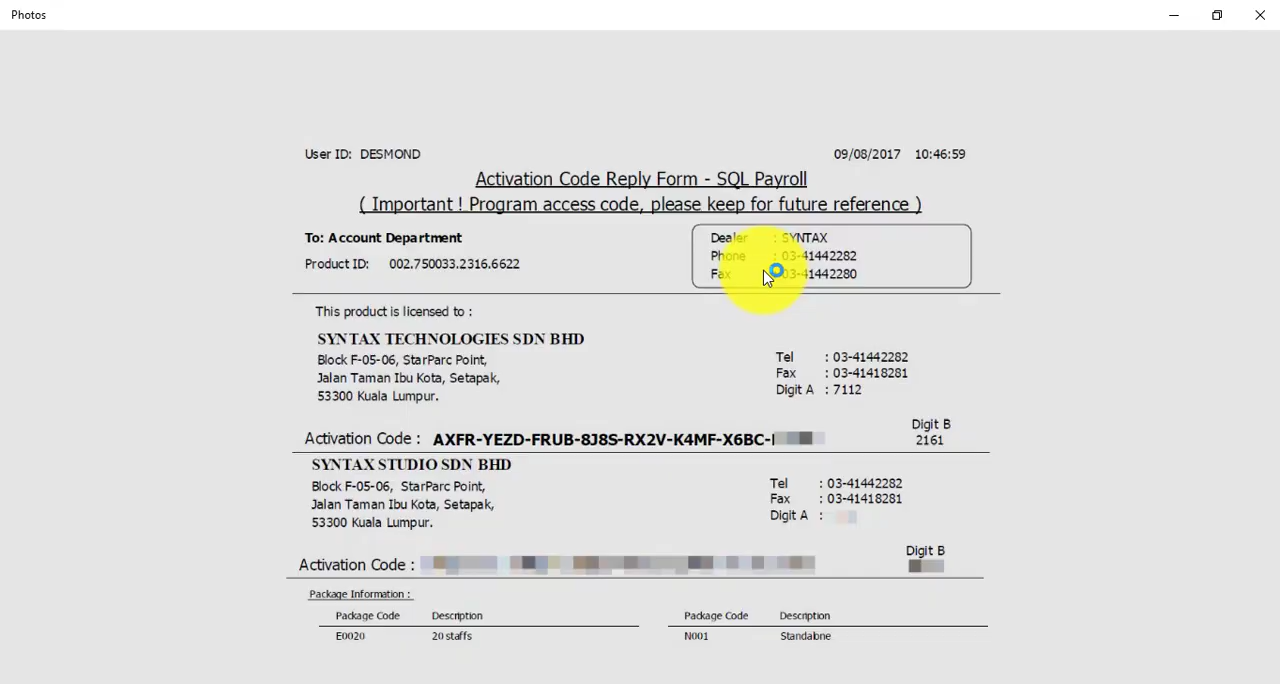 Photos
User ID: DESMOND 09/08/2017 10:46:59
Activation Code Reply Form - SQL Payroll
( Important ! Program access code, please keep for future reference )
To: Account Department
Product ID: 002.750033.2316.6622
Dealer : SYNTAX
Phone : 03-41442282
Fax : 03-41442280
This product is licensed to :
SYNTAX TECHNOLOGIES SDN BHD
Block F-05-06, StarParc Point,
Jalan Taman Ibu Kota, Setapak,
53300 Kuala Lumpur.
Tel : 03-41442282
Fax : 03-41418281
Digit A : 7112
Activation Code : AXFR-YEZD-FRUB-8J8S-RX2V-K4MF-X6BC-
Digit B
2161
SYNTAX STUDIO SDN BHD
Block F-05-06, StarParc Point,
Jalan Taman Ibu Kota, Setapak,
53300 Kuala Lumpur.
Tel : 03-41442282
Fax : 03-41418281
Digit A :
Activation Code :
Digit B
Package Information :
Package Code Description Package Code Description
E0020 20 staffs N001 Standalone